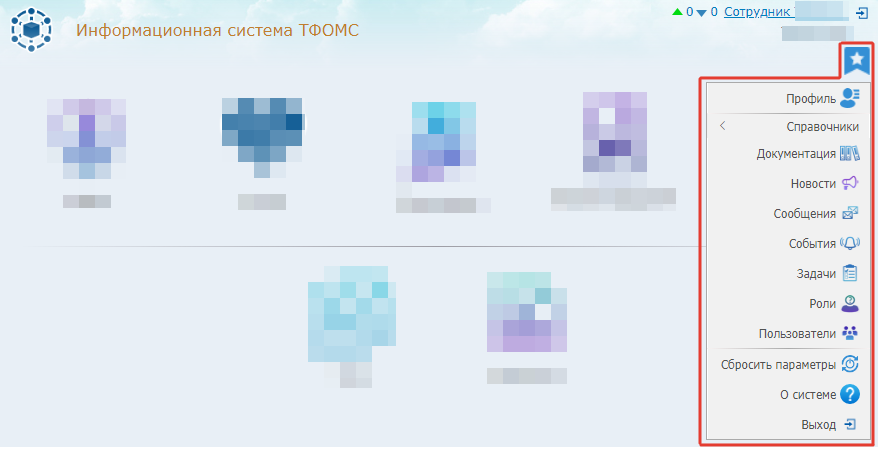 0 0 Сотрудник
Информационная система ТФОМС
Профиль
Справочники
Документация
Новости
Сообщения
События
Задачи
Роли
Пользователи
Сбросить параметры
О системе
Выход